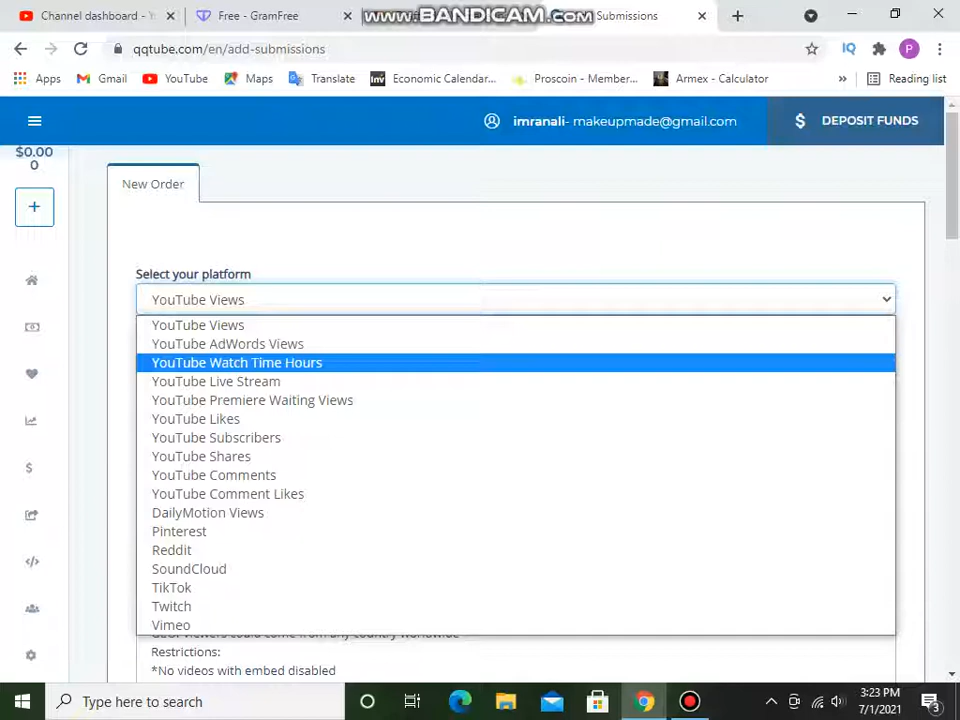 Channel dashboard - Y
Free - GramFree
www.BANDICAM.com
Submissions
qqtube.com/en/add-submissions
IQ
P
Apps
Gmail
YouTube
Maps
Translate
Inv
Economic Calendar...
Proscoin - Member...
Armex - Calculator
»
Reading list
imranali- makeupmade@gmail.com
$ DEPOSIT FUNDS
$0.00
0
+
New Order
Select your platform
YouTube Views
YouTube Views
YouTube AdWords Views
YouTube Watch Time Hours
YouTube Live Stream
YouTube Premiere Waiting Views
YouTube Likes
YouTube Subscribers
YouTube Shares
YouTube Comments
YouTube Comment Likes
DailyMotion Views
Pinterest
Reddit
SoundCloud
TikTok
Twitch
Vimeo
Restrictions:
*No videos with embed disabled
Type here to search
3:23 PM
7/1/2021
3